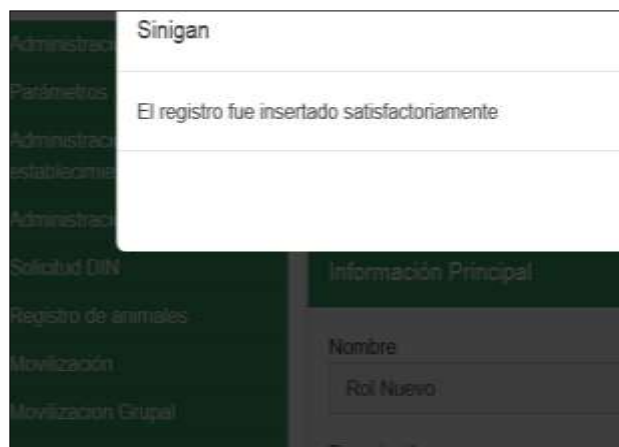 Sinigan
El registro fue insertado satisfactoriamente
Parámetros
Solicitud DIN
Registro de animales
Movilización
Movilizacion Grupal
Información Principal
Nombre
Rol Nuevo